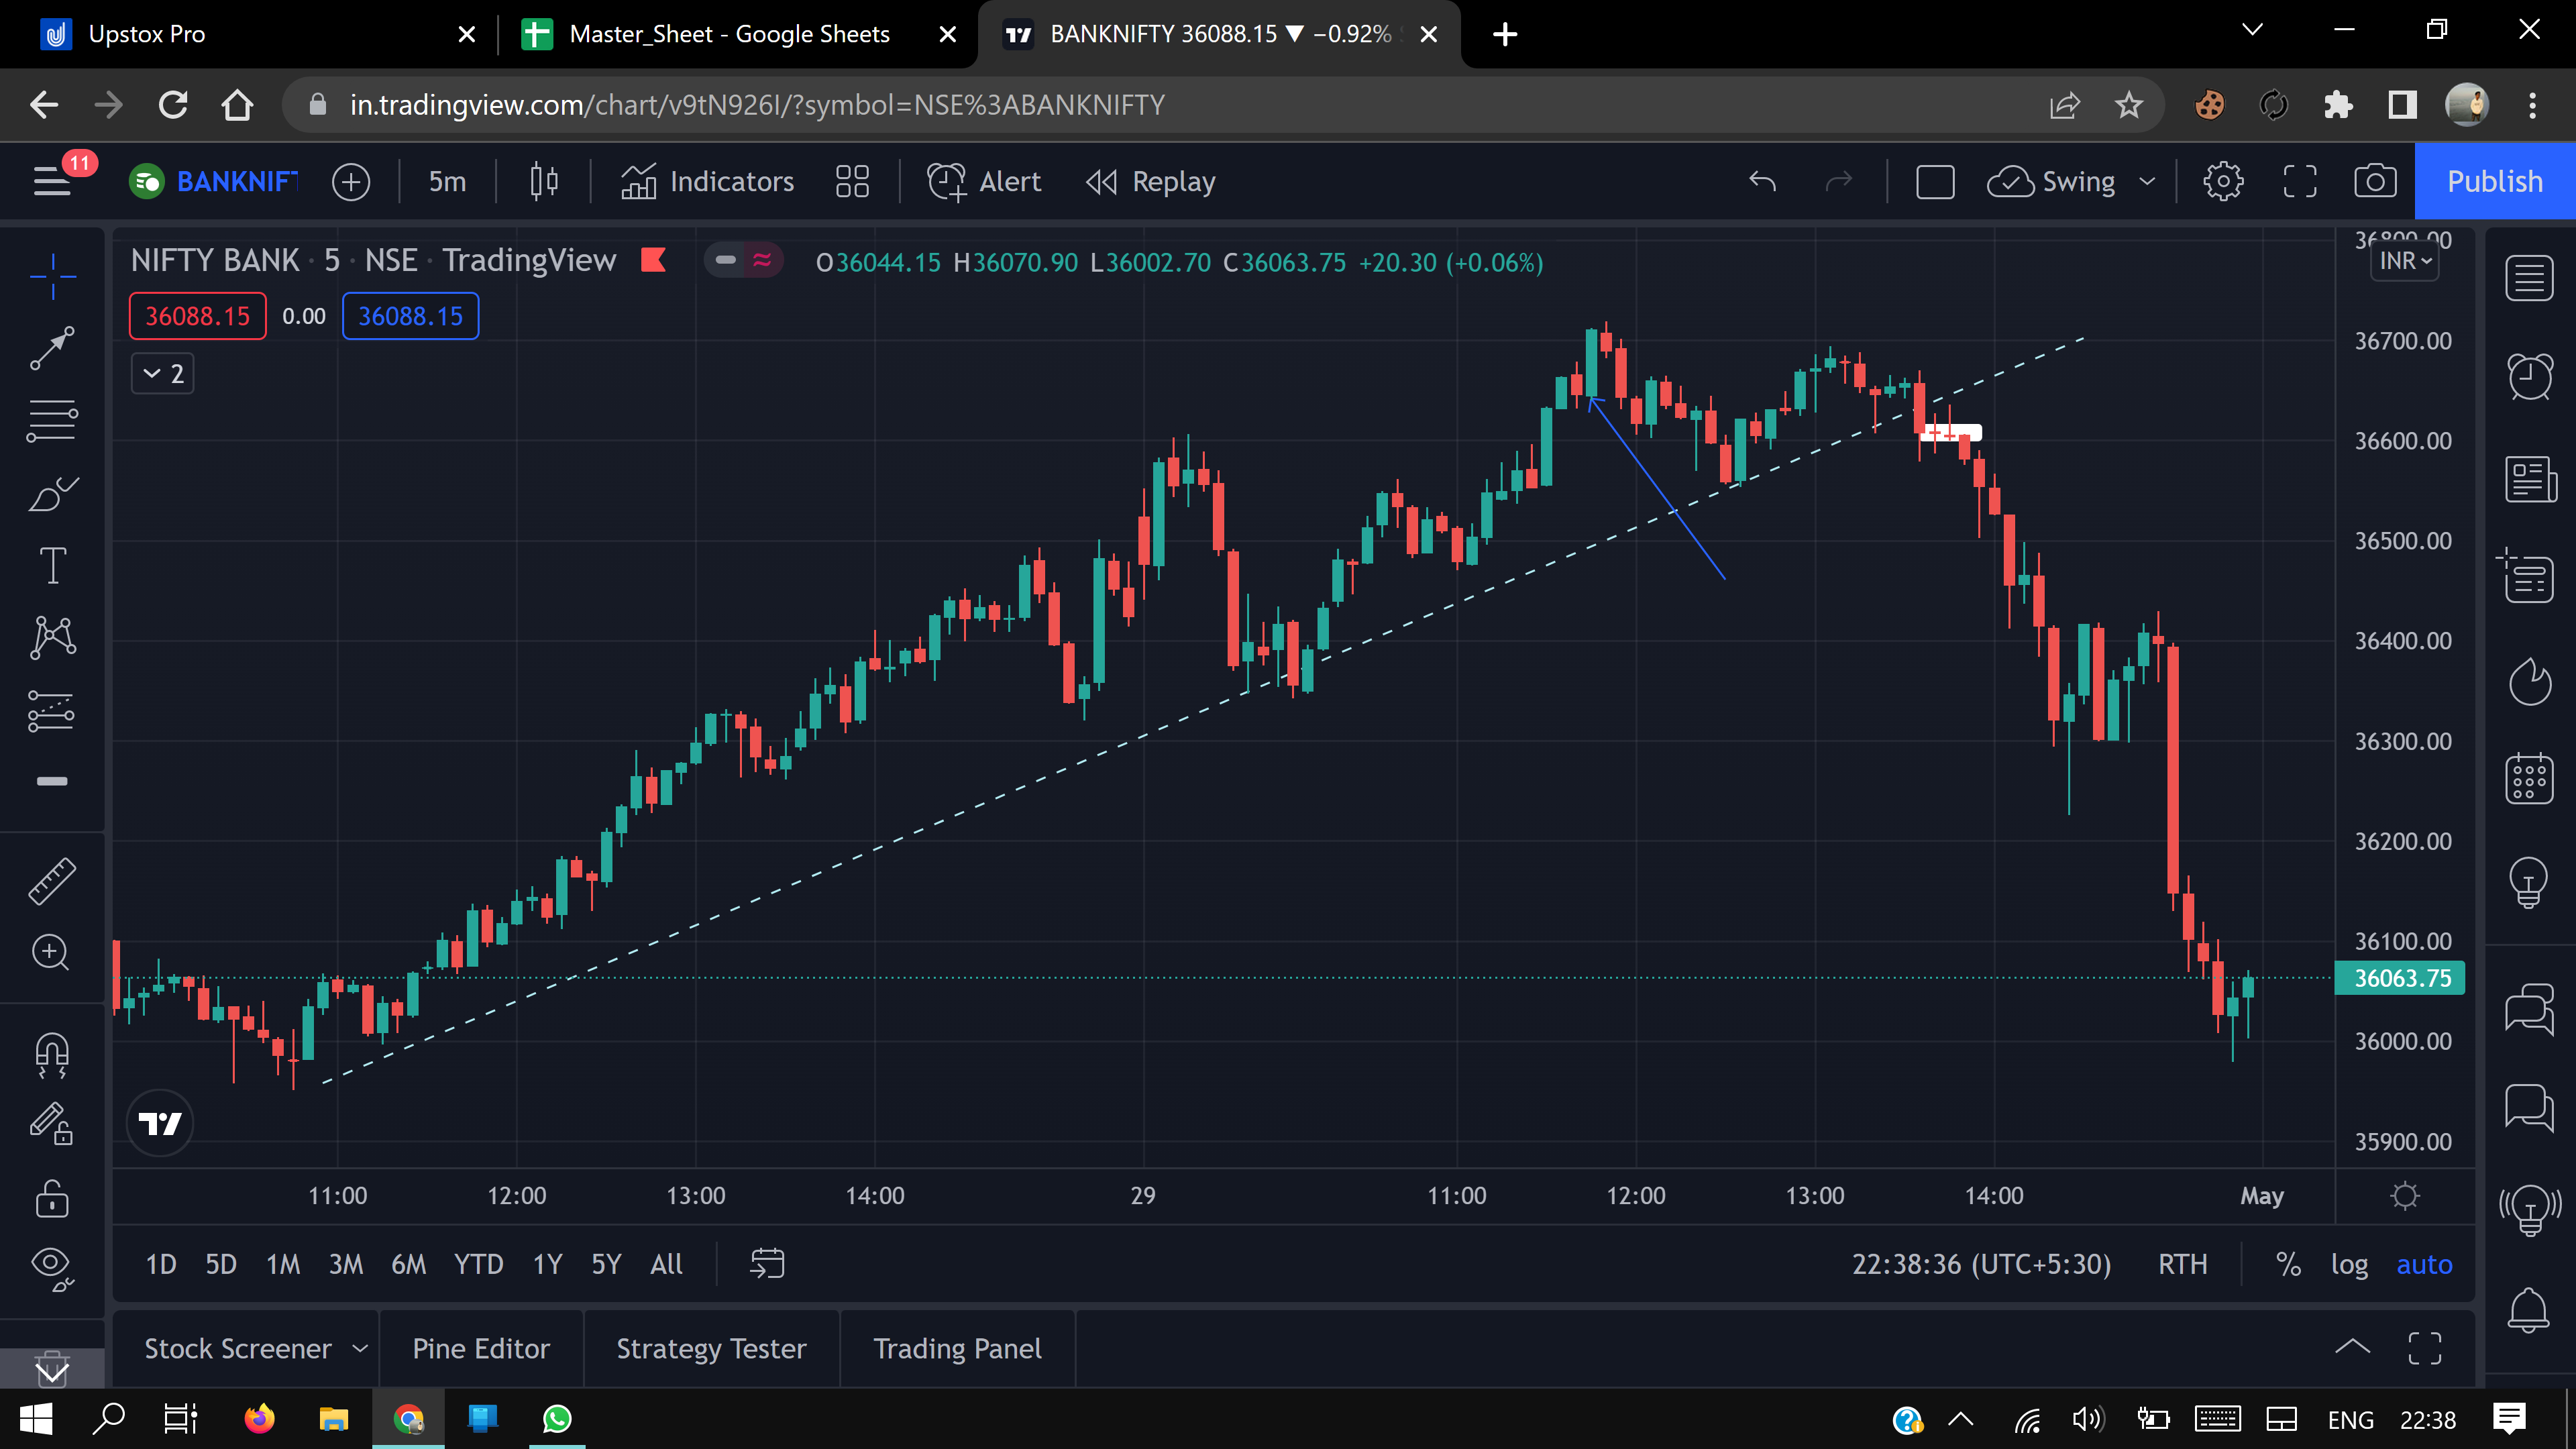 Upstox Pro
Master_Sheet - Google Sheets
BANKNIFTY 36088.15 ▼ −0.92%
in.tradingview.com/chart/v9tN926I/?symbol=NSE%3ABANKNIFTY
11
BANKNIF
5m
Indicators
Alert
Replay
Swing
Publish
NIFTY BANK · 5 · NSE · TradingView
O36044.15 H36070.90 L36002.70 C36063.75 +20.30 (+0.06%)
36088.15 0.00 36088.15
2
36800.00
INR
36700.00
36600.00
36500.00
36400.00
36300.00
36200.00
36100.00
36063.75
36000.00
35900.00
11:00 12:00 13:00 14:00 29 11:00 12:00 13:00 14:00 May
1D 5D 1M 3M 6M YTD 1Y 5Y All
22:38:36 (UTC+5:30) RTH % log auto
Stock Screener Pine Editor Strategy Tester Trading Panel
ENG 22:38